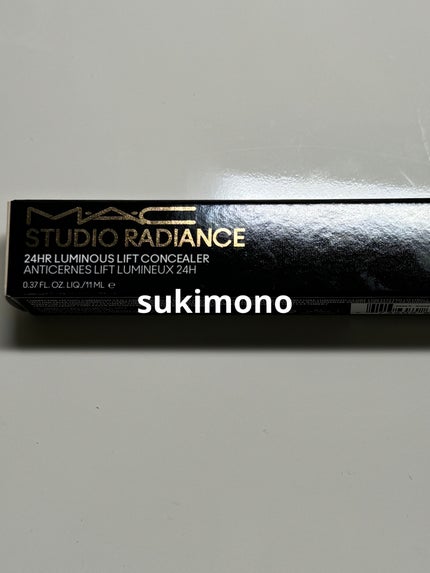 MAC
STUDIO RADIANCE
24HR LUMINOUS LIFT CONCEALER
ANTICERNES LIFT LUMINEUX 24H
0.37 FL. OZ. LIQ./11 ML ℮
sukimono